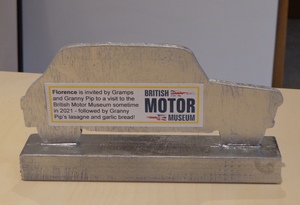 Florence is invited by Gramps
and Granny Pip to a visit to the
British Motor Museum sometime
in 2021 - followed by Granny
Pip's lasagne and garlic bread!
BRITISH
MOTOR
MUSEUM